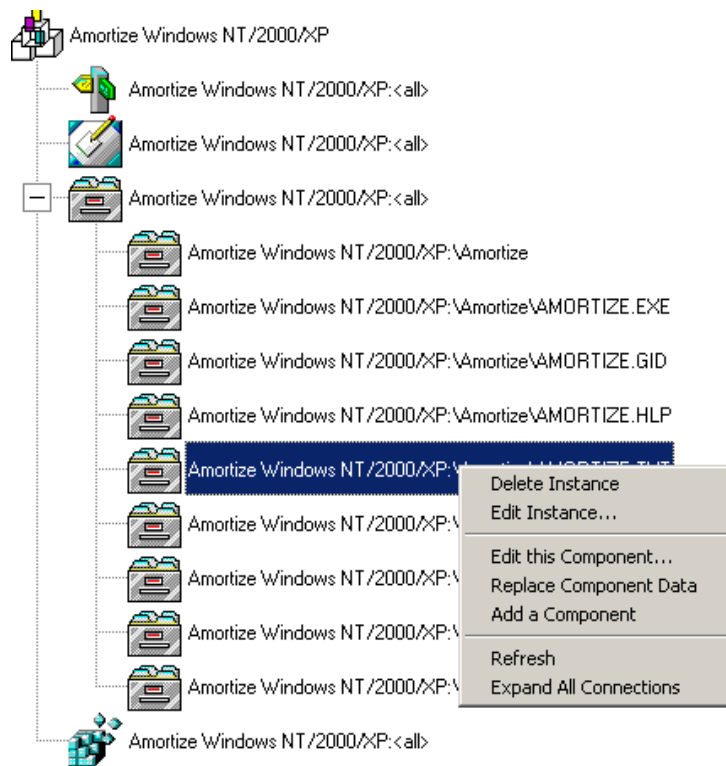 Amortize Windows NT/2000/XP
Amortize Windows NT/2000/XP:<all>
Amortize Windows NT/2000/XP:<all>
Amortize Windows NT/2000/XP:<all>
Amortize Windows NT/2000/XP:\Amortize
Amortize Windows NT/2000/XP:\Amortize\AMORTIZE.EXE
Amortize Windows NT/2000/XP:\Amortize\AMORTIZE.GID
Amortize Windows NT/2000/XP:\Amortize\AMORTIZE.HLP
Amortize Windows NT/2000/XP:
Delete Instance
Edit Instance...
Amortize Windows NT/2000/XP:\
Edit this Component...
Amortize Windows NT/2000/XP:\
Replace Component Data
Add a Component
Amortize Windows NT/2000/XP:\
Refresh
Amortize Windows NT/2000/XP:\
Expand All Connections
Amortize Windows NT/2000/XP:<all>